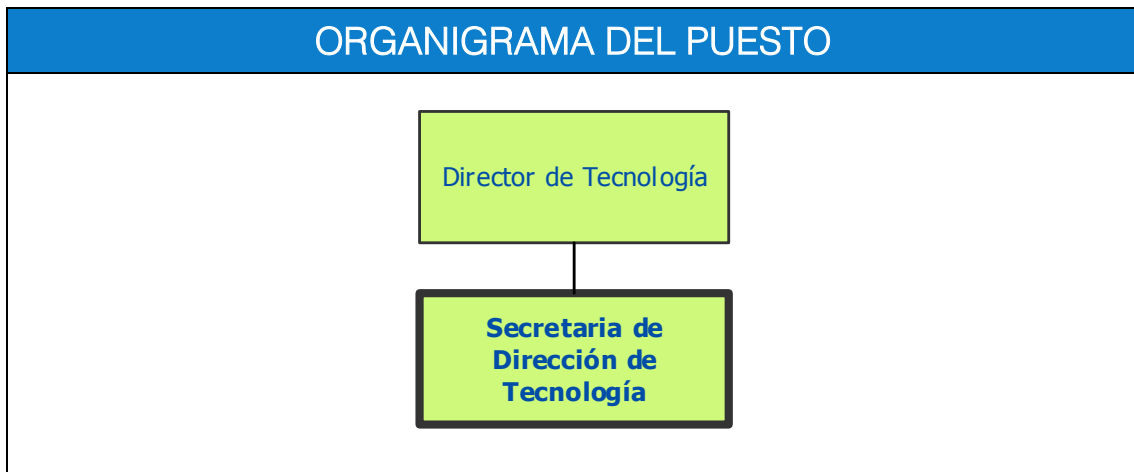 ORGANIGRAMA DEL PUESTO
Director de Tecnología
Secretaria de
Dirección de
Tecnología